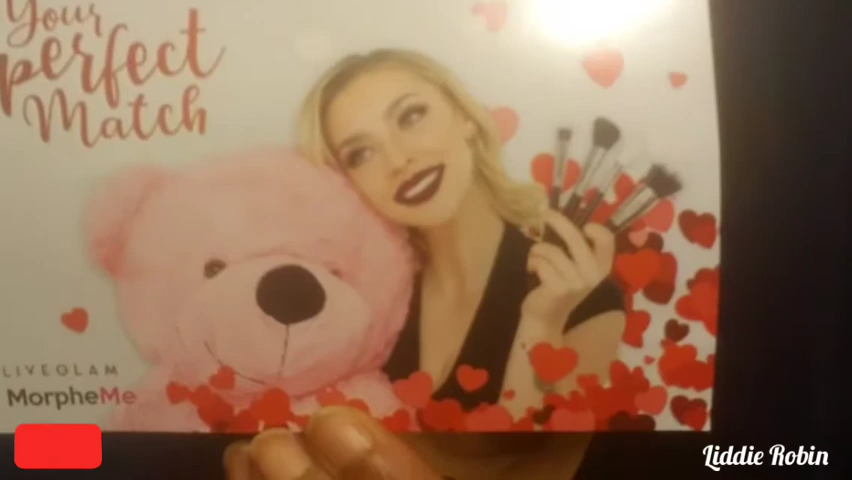 Your
perfect
Match
LIVEGLAM
MorpheMe
Liddie Robin